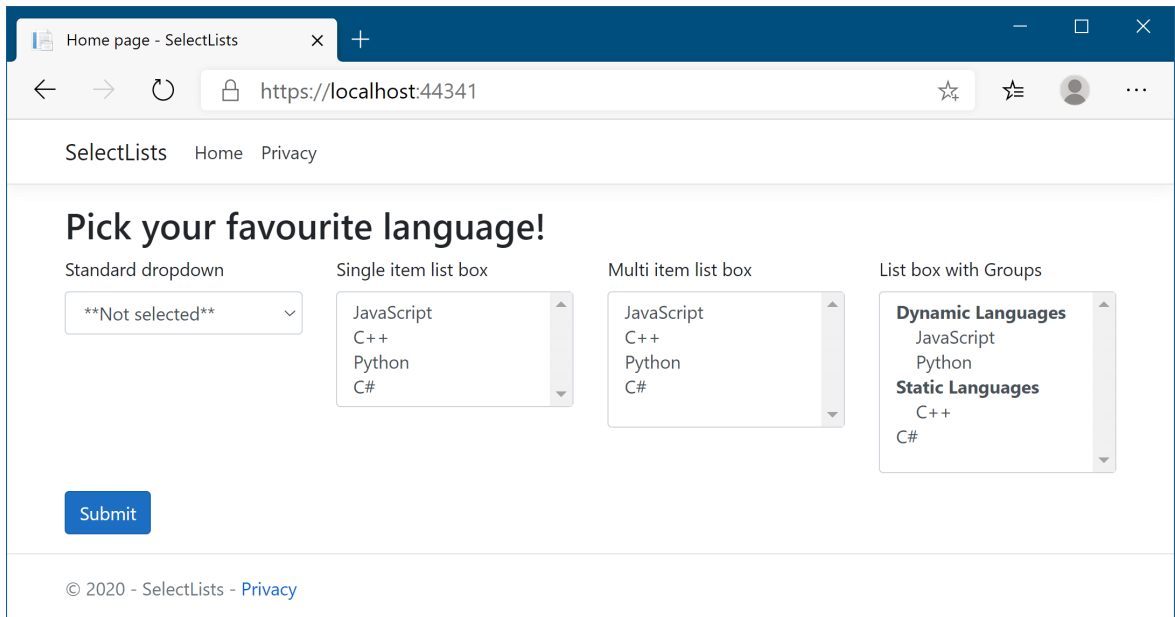 Home page - SelectLists
https://localhost:44341
SelectLists Home Privacy
Pick your favourite language!
Standard dropdown
**Not selected**
Single item list box
JavaScript
C++
Python
C#
Multi item list box
JavaScript
C++
Python
C#
List box with Groups
Dynamic Languages
JavaScript
Python
Static Languages
C++
C#
Submit
© 2020 - SelectLists - Privacy